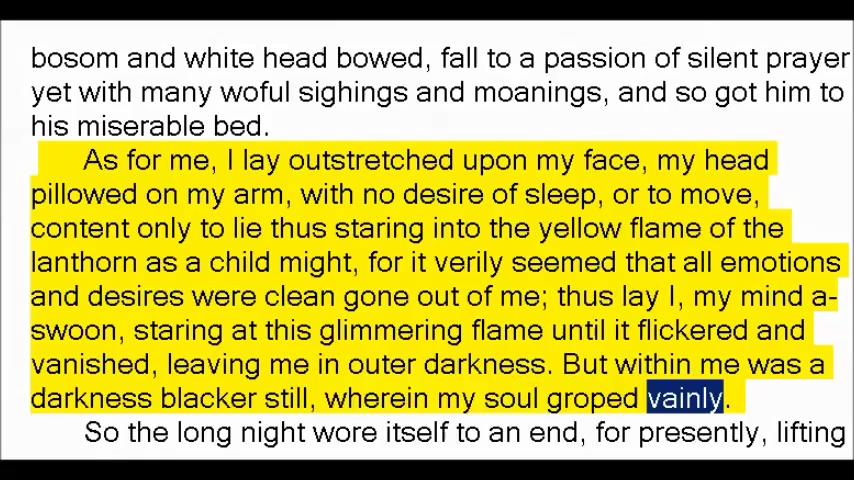 bosom and white head bowed, fall to a passion of silent prayer
yet with many woful sighings and moanings, and so got him to
his miserable bed.
As for me, I lay outstretched upon my face, my head
pillowed on my arm, with no desire of sleep, or to move,
content only to lie thus staring into the yellow flame of the
lanthorn as a child might, for it verily seemed that all emotions
and desires were clean gone out of me; thus lay I, my mind a-
swoon, staring at this glimmering flame until it flickered and
vanished, leaving me in outer darkness. But within me was a
darkness blacker still, wherein my soul groped vainly.
So the long night wore itself to an end, for presently, lifting